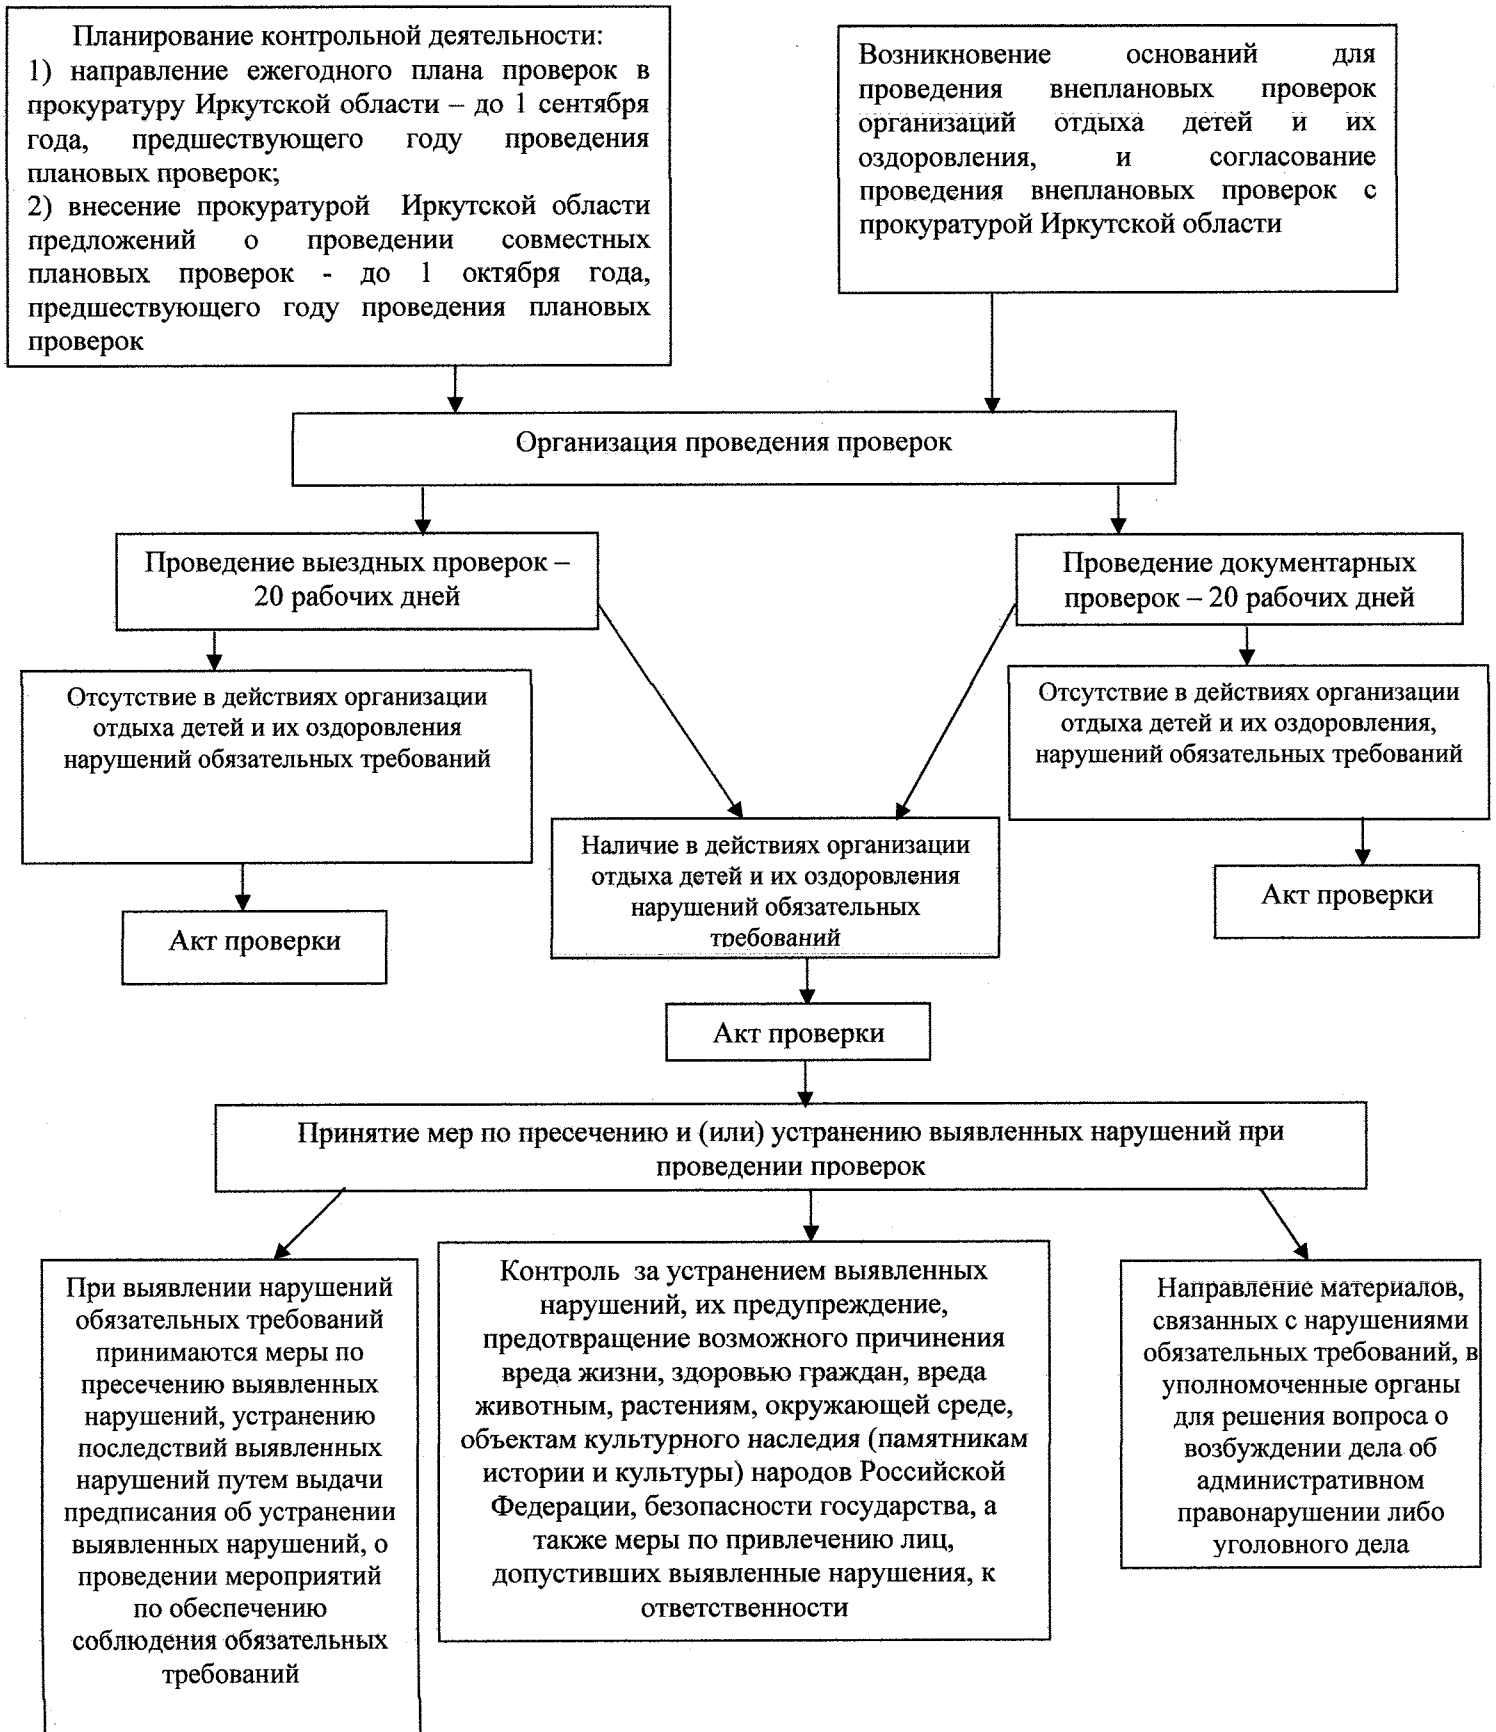 Планирование контрольной деятельности:
1) направление ежегодного плана проверок в
прокуратуру Иркутской области – до 1 сентября
года, предшествующего году проведения
плановых проверок;
2) внесение прокуратурой Иркутской области
предложений о проведении совместных
плановых проверок - до 1 октября года,
предшествующего году проведения плановых
проверок
Возникновение оснований для
проведения внеплановых проверок
организаций отдыха детей и их
оздоровления, и согласование
проведения внеплановых проверок с
прокуратурой Иркутской области
Организация проведения проверок
Проведение выездных проверок –
20 рабочих дней
Проведение документарных
проверок – 20 рабочих дней
Отсутствие в действиях организации
отдыха детей и их оздоровления
нарушений обязательных требований
Отсутствие в действиях организации
отдыха детей и их оздоровления,
нарушений обязательных требований
Наличие в действиях организации
отдыха детей и их оздоровления
нарушений обязательных
требований
Акт проверки
Акт проверки
Акт проверки
Принятие мер по пресечению и (или) устранению выявленных нарушений при
проведении проверок
При выявлении нарушений
обязательных требований
принимаются меры по
пресечению выявленных
нарушений, устранению
последствий выявленных
нарушений путем выдачи
предписания об устранении
выявленных нарушений, о
проведении мероприятий
по обеспечению
соблюдения обязательных
требований
Контроль за устранением выявленных
нарушений, их предупреждение,
предотвращение возможного причинения
вреда жизни, здоровью граждан, вреда
животным, растениям, окружающей среде,
объектам культурного наследия (памятникам
истории и культуры) народов Российской
Федерации, безопасности государства, а
также меры по привлечению лиц,
допустивших выявленные нарушения, к
ответственности
Направление материалов,
связанных с нарушениями
обязательных требований, в
уполномоченные органы
для решения вопроса о
возбуждении дела об
административном
правонарушении либо
уголовного дела